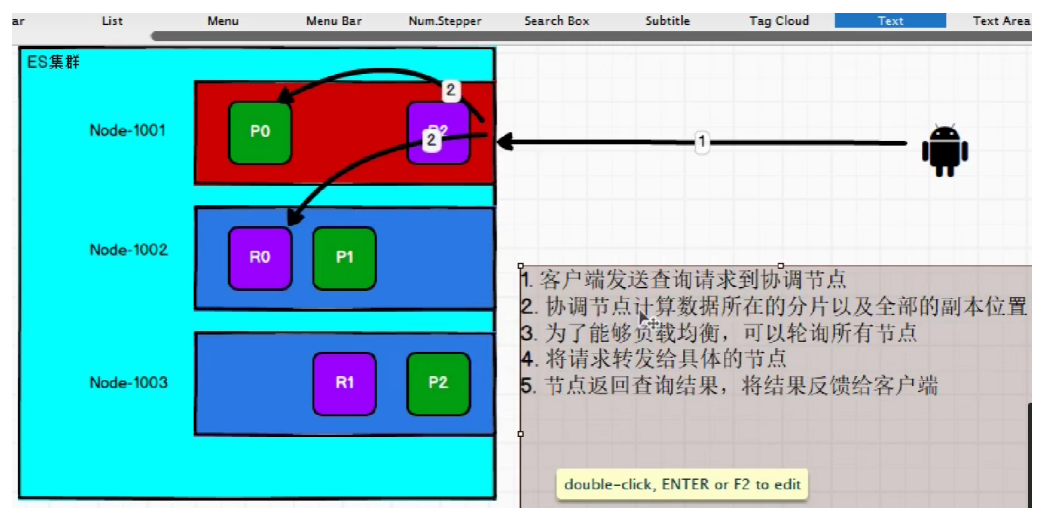 ar List Menu Menu Bar Num.Stepper Search Box Subtitle Tag Cloud Text Text Area
ES集群
2
Node-1001 P0
2
1
Node-1002 R0 P1
1. 客户端发送查询请求到协调节点
2. 协调节点计算数据所在的分片以及全部的副本位置
3. 为了能够负载均衡，可以轮询所有节点
4. 将请求转发给具体的节点
Node-1003 R1 P2
5. 节点返回查询结果，将结果反馈给客户端
double-click, ENTER or F2 to edit